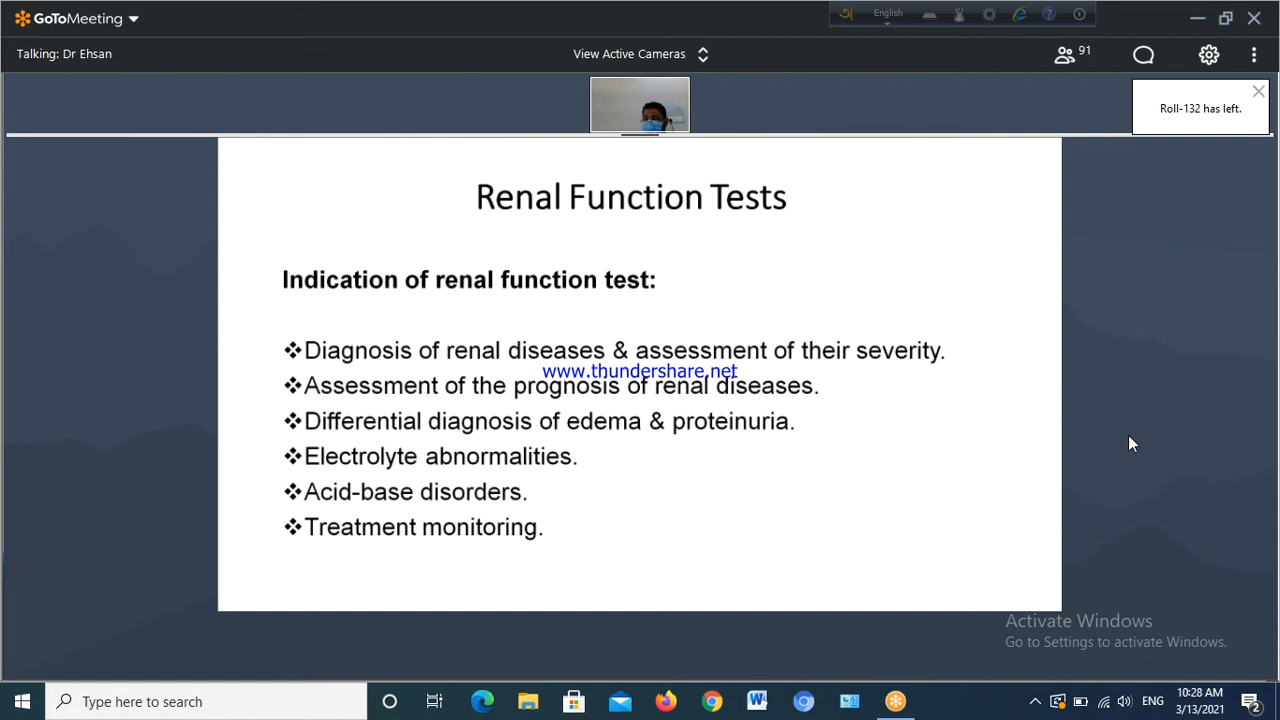 GoToMeeting
English
Talking: Dr Ehsan
View Active Cameras
91
Roll-132 has left.
Renal Function Tests
Indication of renal function test:
❖Diagnosis of renal diseases & assessment of their severity.
www.thundershare.net
❖Assessment of the prognosis of renal diseases.
❖Differential diagnosis of edema & proteinuria.
❖Electrolyte abnormalities.
❖Acid-base disorders.
❖Treatment monitoring.
Activate Windows
Go to Settings to activate Windows.
Type here to search
ENG
10:28 AM
3/13/2021
2